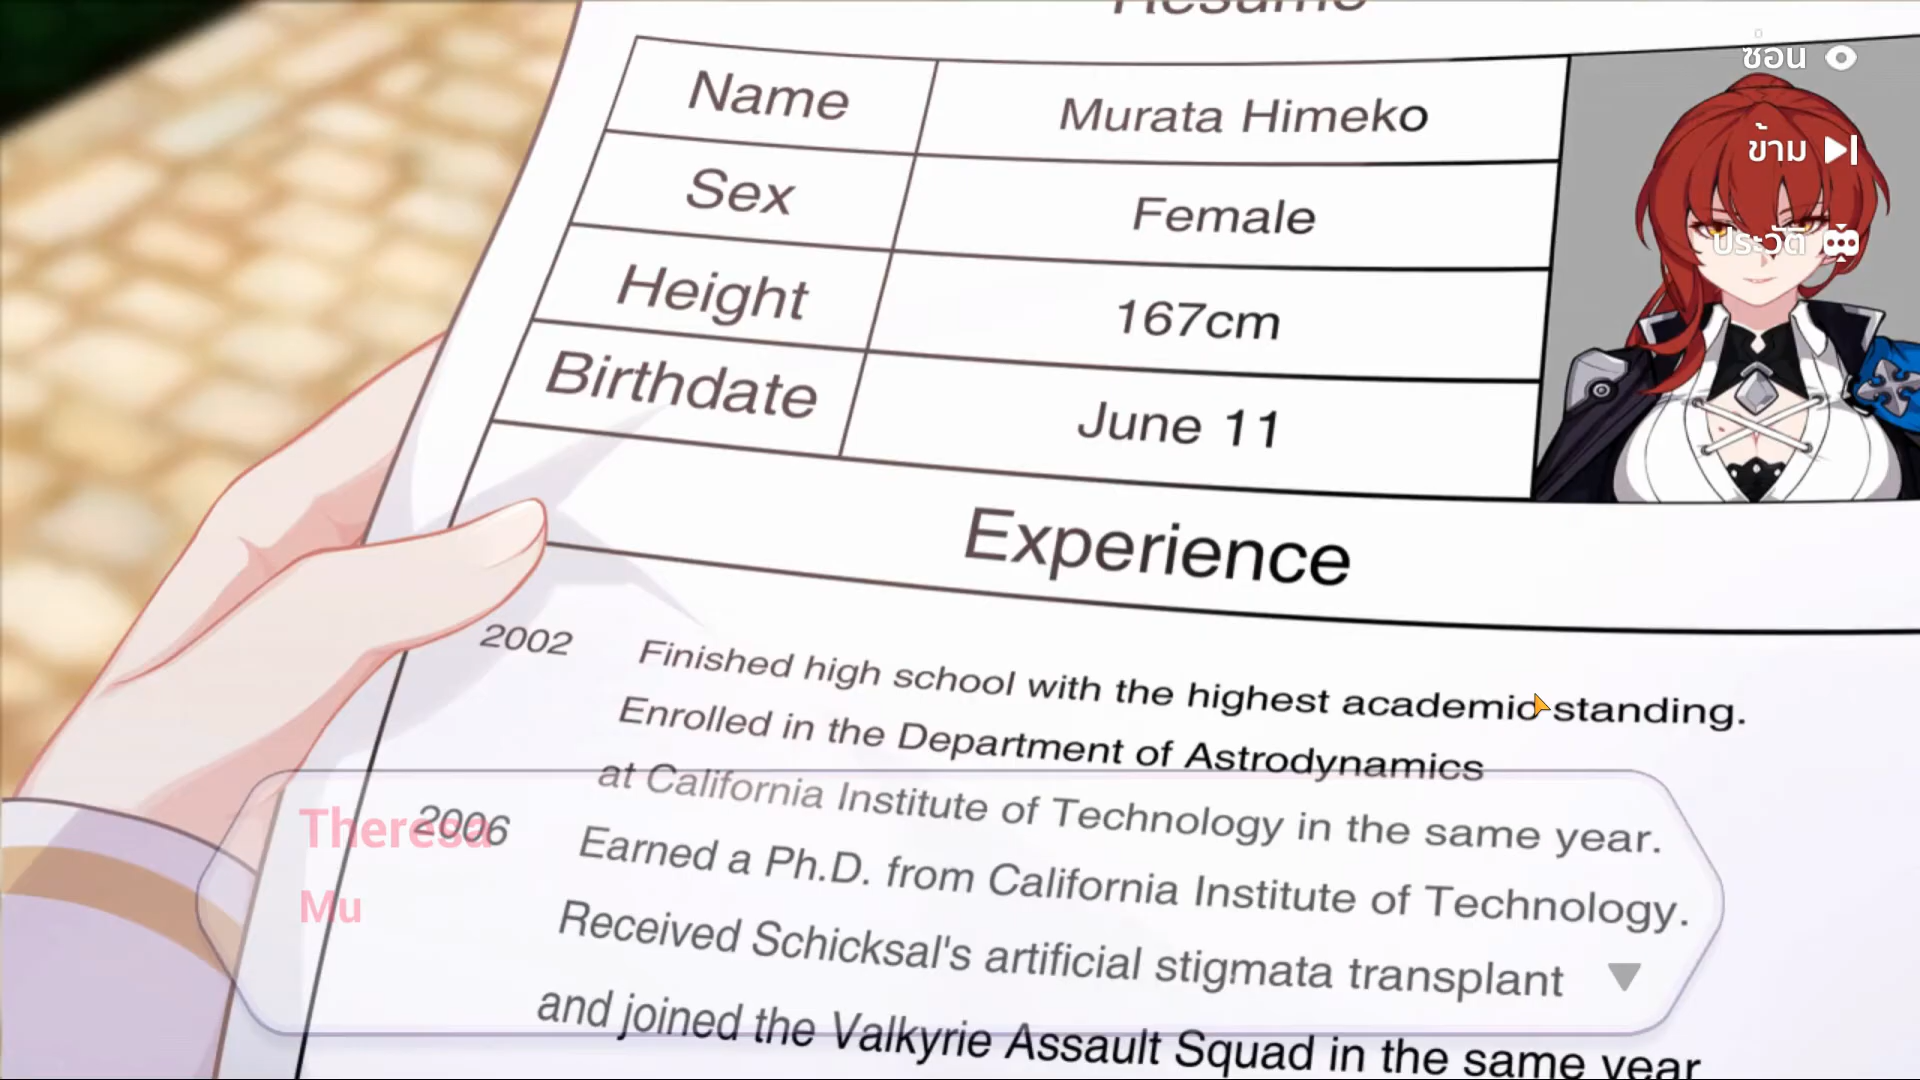 Resume
ซ่อน
Name Murata Himeko
ข้าม
Sex Female
ประวัติ
Height 167cm
Birthdate June 11
Experience
2002 Finished high school with the highest academic standing.
Enrolled in the Department of Astrodynamics
at California Institute of Technology in the same year.
Theresa
2006 Earned a Ph.D. from California Institute of Technology.
Mu
Received Schicksal's artificial stigmata transplant
and joined the Valkyrie Assault Squad in the same year